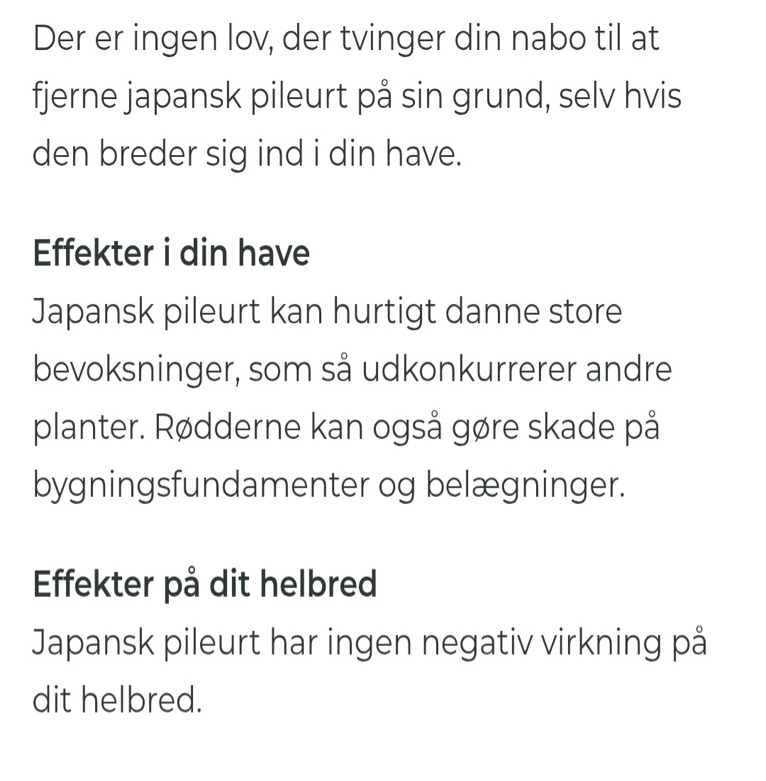 Der er ingen lov, der tvinger din nabo til at
fjerne japansk pileurt på sin grund, selv hvis
den breder sig ind i din have.
Effekter i din have
Japansk pileurt kan hurtigt danne store
bevoksninger, som så udkonkurrerer andre
planter. Rødderne kan også gøre skade på
bygningsfundamenter og belægninger.
Effekter på dit helbred
Japansk pileurt har ingen negativ virkning på
dit helbred.